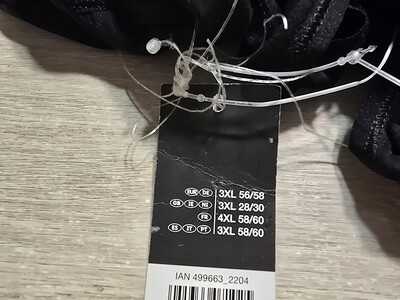 EUR DE 3XL 56/58
GB IE NI 3XL 28/30
FR 4XL 58/60
ES IT PT 3XL 58/60
IAN 499663_2204